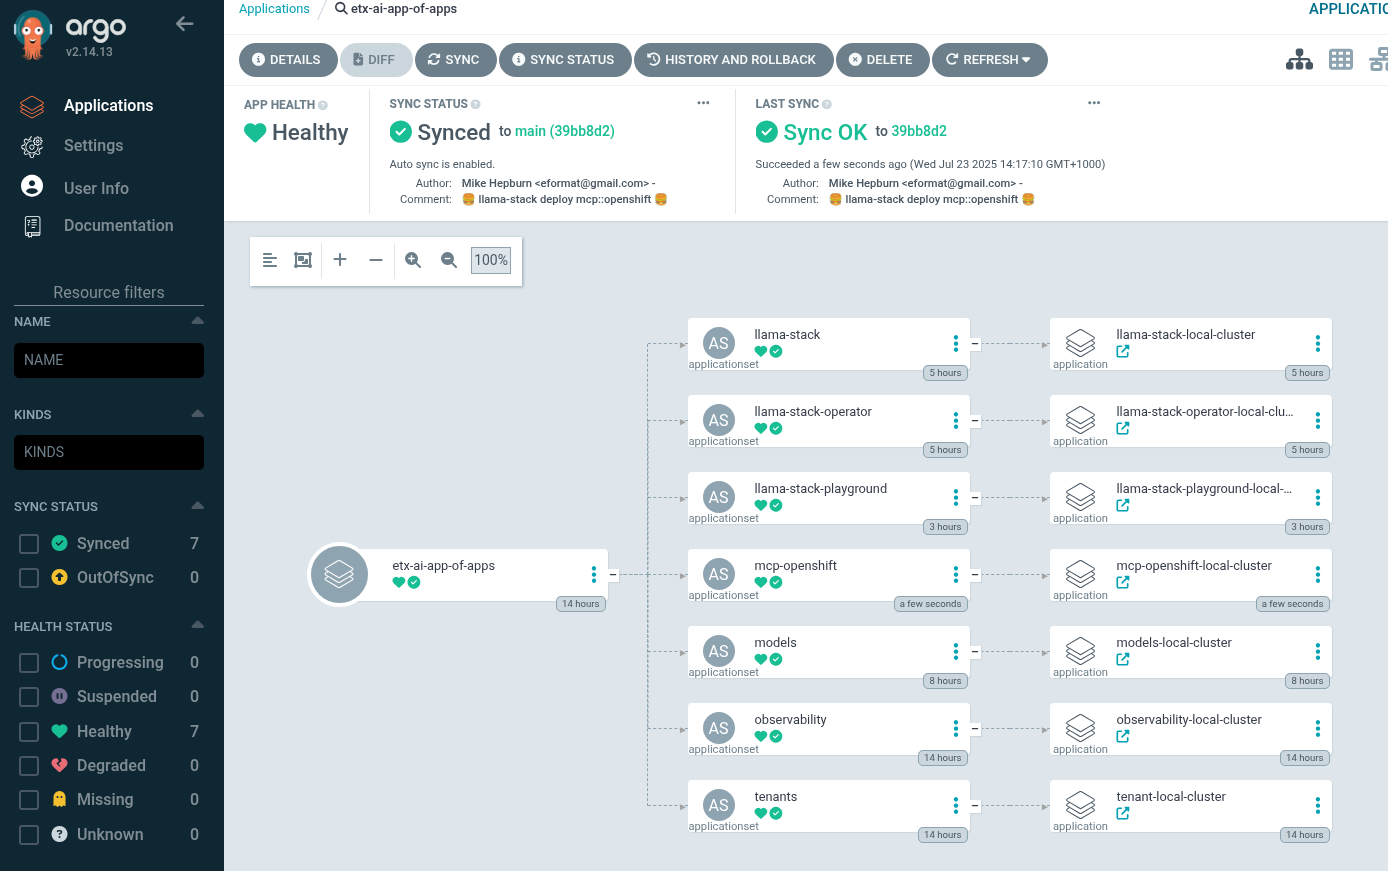 argo
v2.14.13
Applications
Settings
User Info
Documentation
Resource filters
NAME
NAME
KINDS
KINDS
SYNC STATUS
Synced 7
OutOfSync 0
HEALTH STATUS
Progressing 0
Suspended 0
Healthy 7
Degraded 0
Missing 0
Unknown 0
Applications / etx-ai-app-of-apps
APPLICATIO
DETAILS DIFF SYNC SYNC STATUS HISTORY AND ROLLBACK DELETE REFRESH
APP HEALTH
Healthy
SYNC STATUS
Synced to main (39bb8d2)
Auto sync is enabled.
Author: Mike Hepburn <eformat@gmail.com> -
Comment: 🍔 llama-stack deploy mcp::openshift 🍔
LAST SYNC
Sync OK to 39bb8d2
Succeeded a few seconds ago (Wed Jul 23 2025 14:17:10 GMT+1000)
Author: Mike Hepburn <eformat@gmail.com> -
Comment: 🍔 llama-stack deploy mcp::openshift 🍔
100%
etx-ai-app-of-apps
14 hours
AS
llama-stack
applicationset
5 hours
llama-stack-local-cluster
application
5 hours
AS
llama-stack-operator
applicationset
5 hours
llama-stack-operator-local-clu...
application
5 hours
AS
llama-stack-playground
applicationset
3 hours
llama-stack-playground-local-...
application
3 hours
AS
mcp-openshift
applicationset
a few seconds
mcp-openshift-local-cluster
application
a few seconds
AS
models
applicationset
8 hours
models-local-cluster
application
8 hours
AS
observability
applicationset
14 hours
observability-local-cluster
application
14 hours
AS
tenants
applicationset
14 hours
tenant-local-cluster
application
14 hours